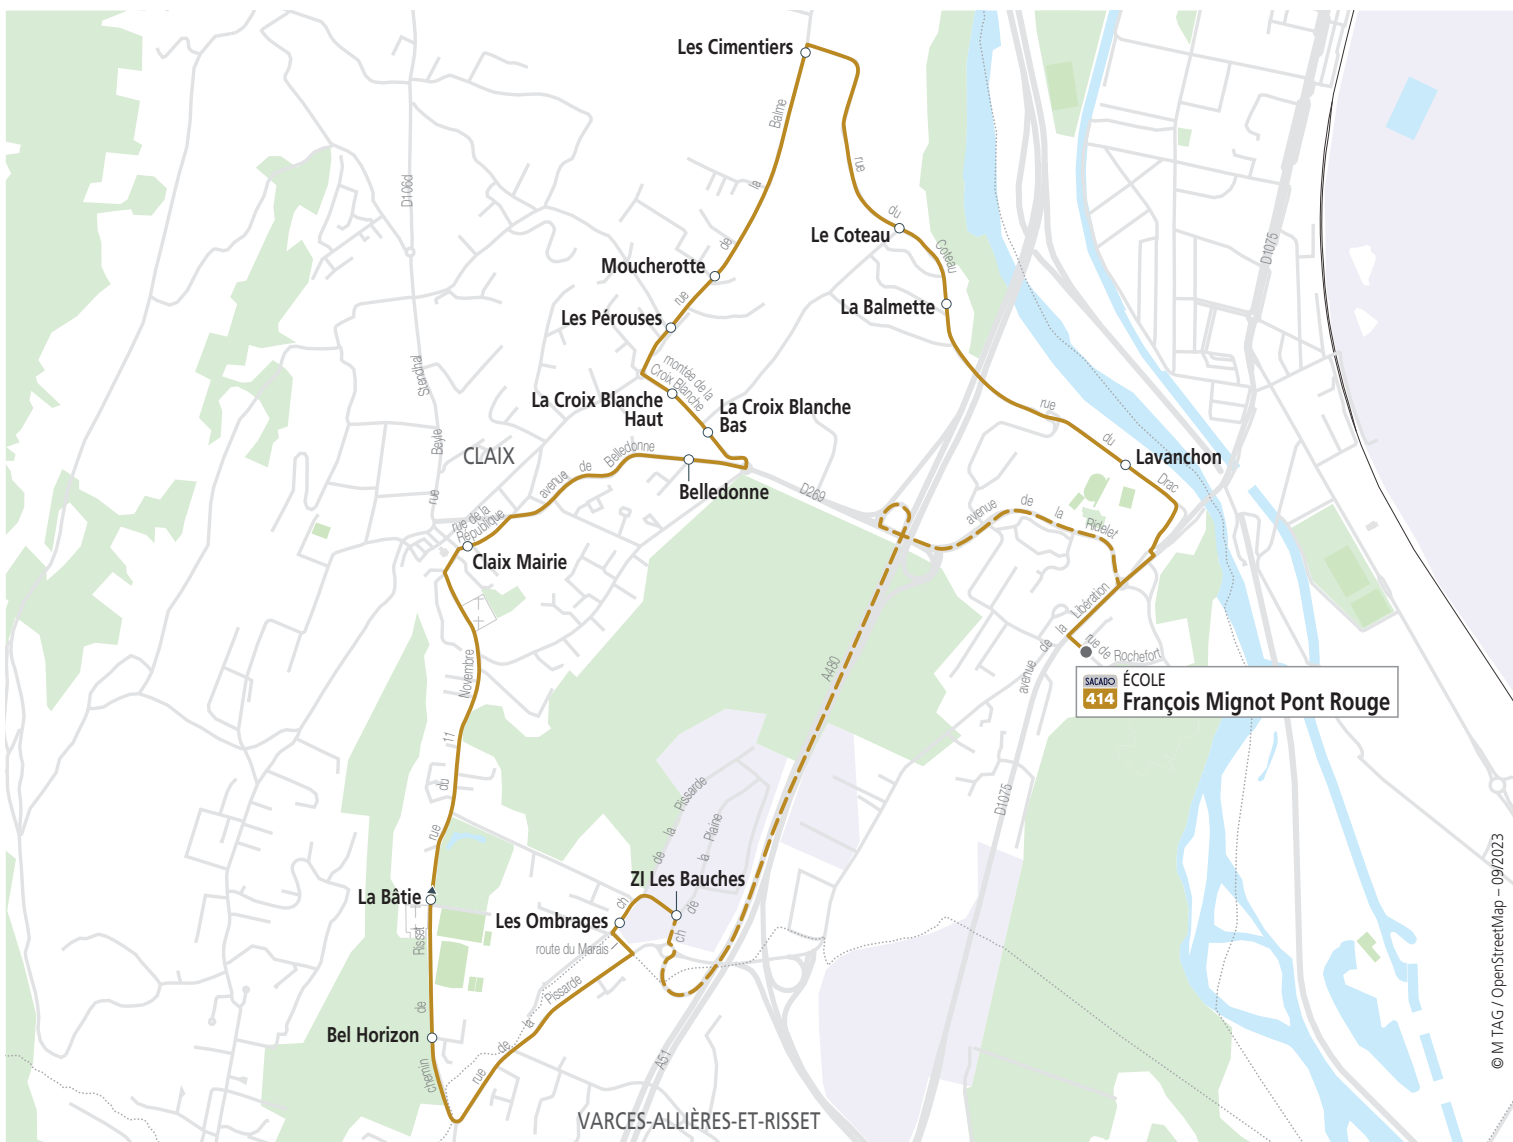 Les Cimentiers
Balme
la
de
rue
rue
du
Coteau
D106d
Le Coteau
D1075
Moucherotte
La Balmette
Les Pérouses
Stendhal
Beyle
rue
montée de la
Croix Blanche
La Croix Blanche
Haut
La Croix Blanche
Bas
rue
du
Drac
CLAIX
avenue de Belledonne
Lavanchon
Belledonne
D269
avenue de la Ridelet
rue de la
République
Claix Mairie
avenue de la Libération
rue de
Rochefort
SACADO
ÉCOLE
414
François Mignot Pont Rouge
A480
rue du 11 Novembre
D1075
ch de la Pissarde
ch de la Plaine
ZI Les Bauches
La Bâtie
Les Ombrages
route du Marais
chemin de Risset
rue de la Pissarde
Bel Horizon
A51
VARCES-ALLIÈRES-ET-RISSET
© M TAG / OpenStreetMap – 09/2023